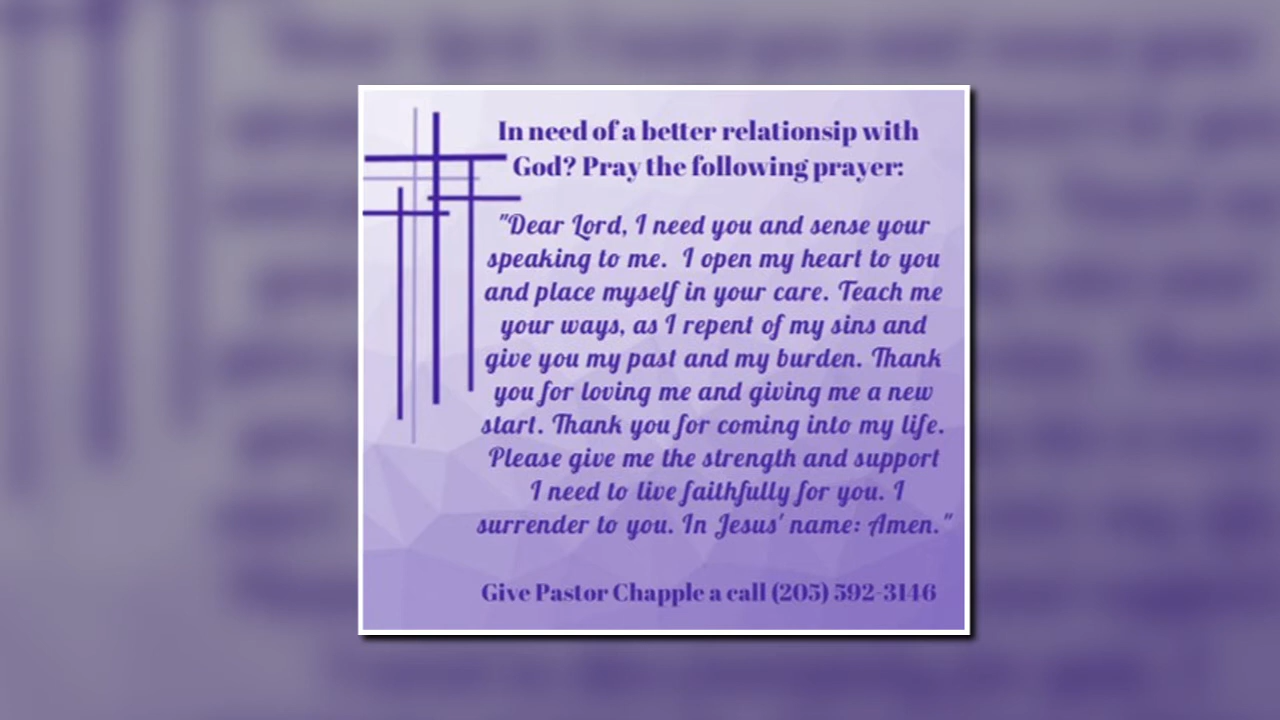 In need of a better relationsip with
God? Pray the following prayer:
"Dear Lord, I need you and sense your
speaking to me. I open my heart to you
and place myself in your care. Teach me
your ways, as I repent of my sins and
give you my past and my burden. Thank
you for loving me and giving me a new
start. Thank you for coming into my life.
Please give me the strength and support
I need to live faithfully for you. I
surrender to you. In Jesus' name: Amen."
Give Pastor Chapple a call (205) 592-3146